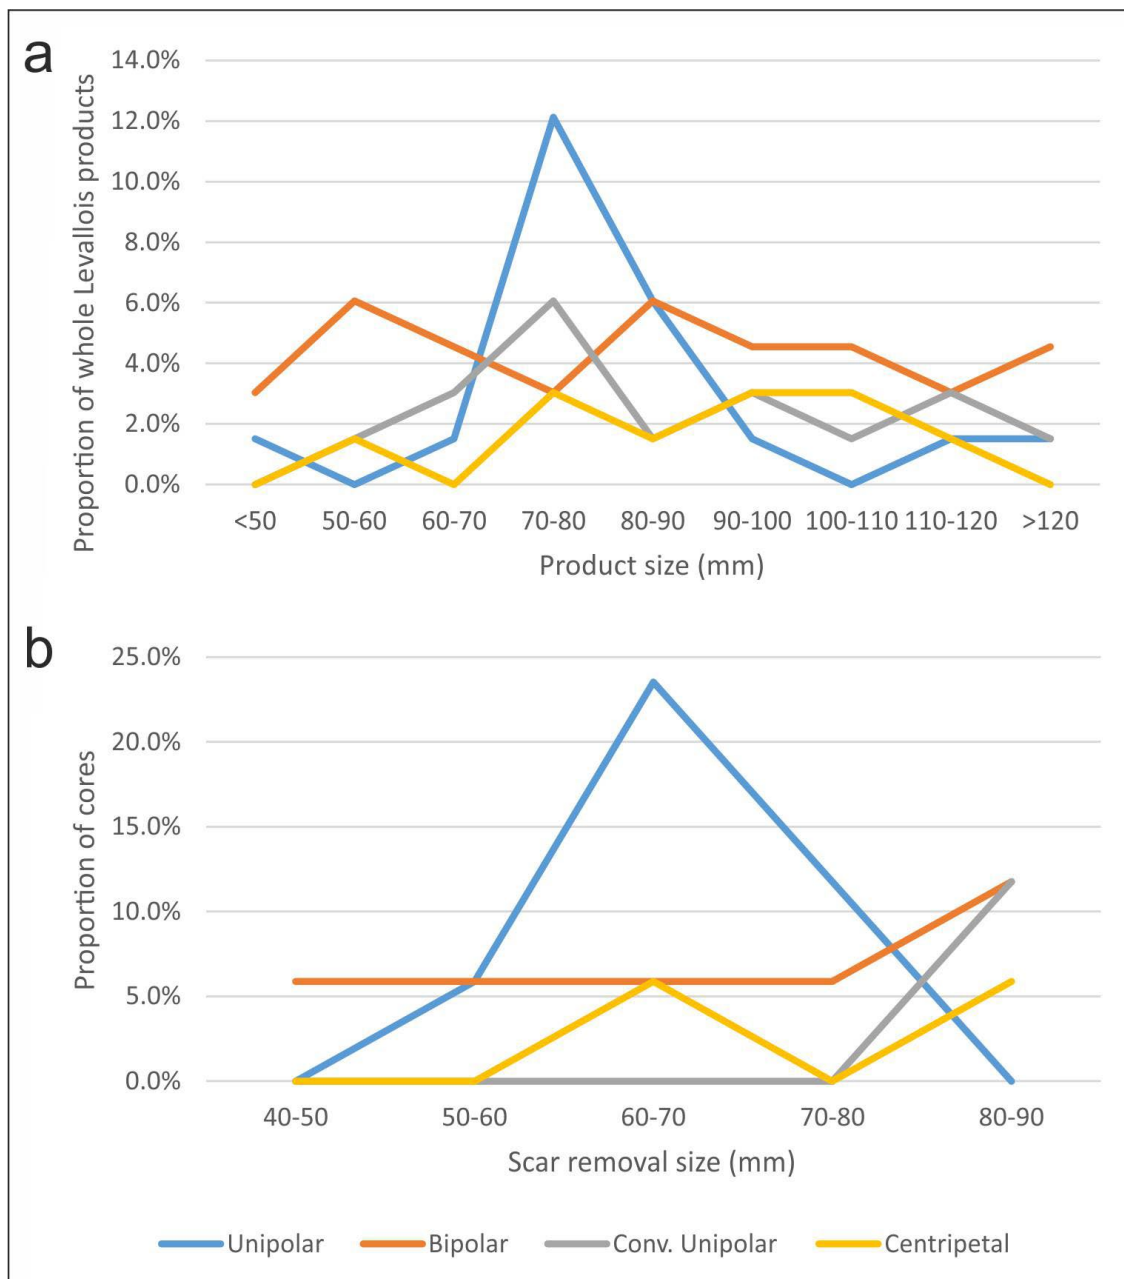 a
Proportion of whole Levallois products
14.0%
12.0%
10.0%
8.0%
6.0%
4.0%
2.0%
0.0%
<50 50-60 60-70 70-80 80-90 90-100 100-110 110-120 >120
Product size (mm)
b
Proportion of cores
25.0%
20.0%
15.0%
10.0%
5.0%
0.0%
40-50 50-60 60-70 70-80 80-90
Scar removal size (mm)
Unipolar Bipolar Conv. Unipolar Centripetal